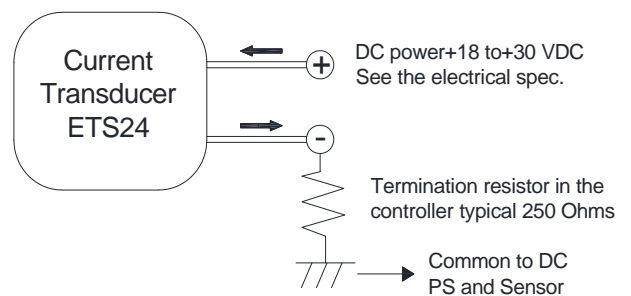 Current
Transducer
ETS24
+
DC power+18 to+30 VDC
See the electrical spec.
-
Termination resistor in the
controller typical 250 Ohms
Common to DC
PS and Sensor